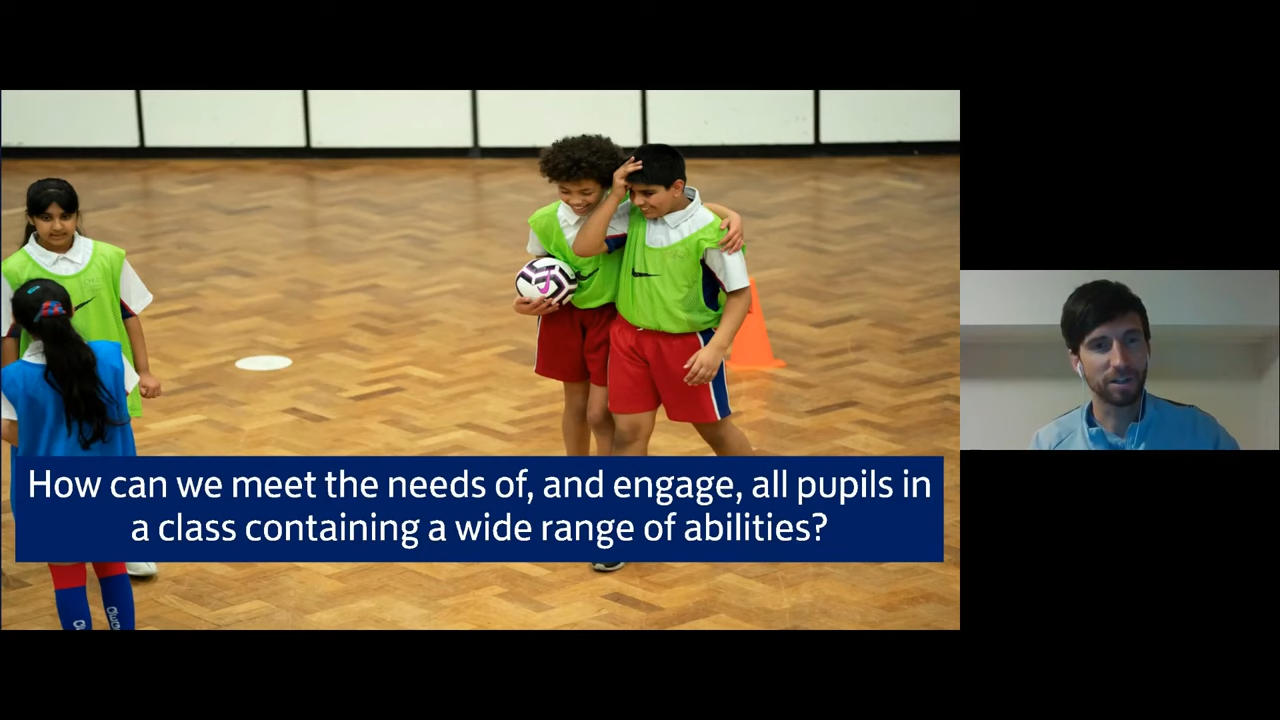 How can we meet the needs of, and engage, all pupils in
a class containing a wide range of abilities?